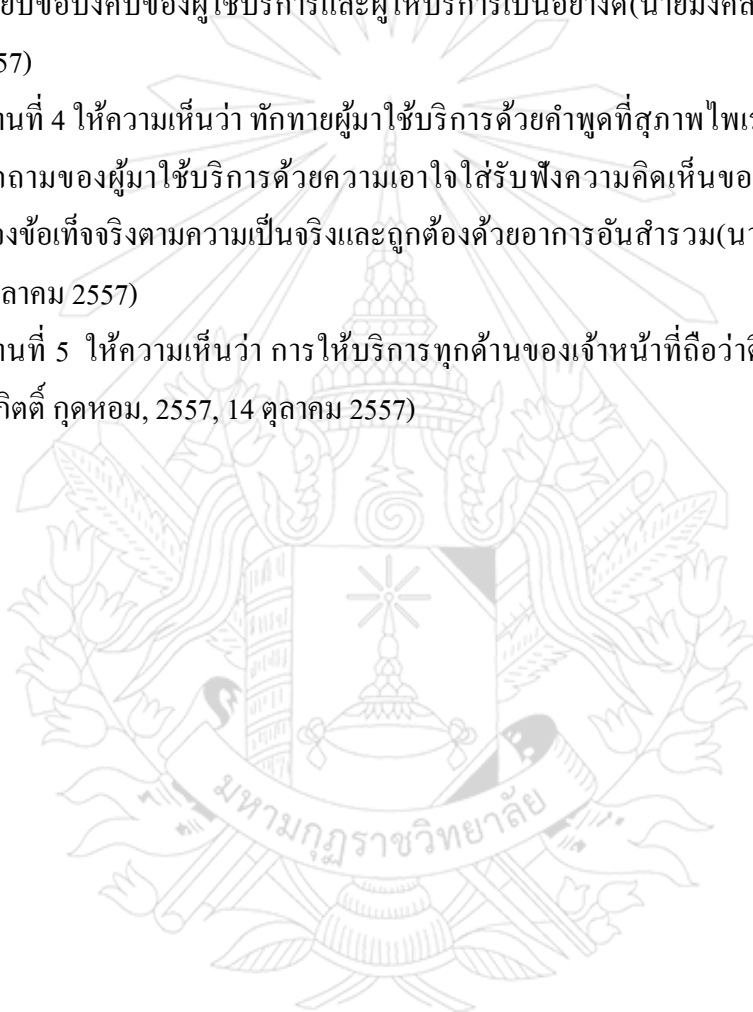 ียบข้อบังคับของผู้ใช้บริการและผู้ให้บริการเป็นอย่างดี(นายมงคล
57)
านที่ 4 ให้ความเห็นว่า ทักทายผู้มาใช้บริการด้วยคำพูดที่สุภาพไพเร
ถามของผู้มาใช้บริการด้วยความเอาใจใส่รับฟังความคิดเห็นขอ
องข้อเท็จจริงตามความเป็นจริงและถูกต้องด้วยอาการอันสำรวม(นา
ลาคม 2557)
านที่ 5 ให้ความเห็นว่า การให้บริการทุกด้านของเจ้าหน้าที่ถือว่าดี
กิตติ์ กุดหอม, 2557, 14 ตุลาคม 2557)
มหามกุฏราชวิทยาลัย